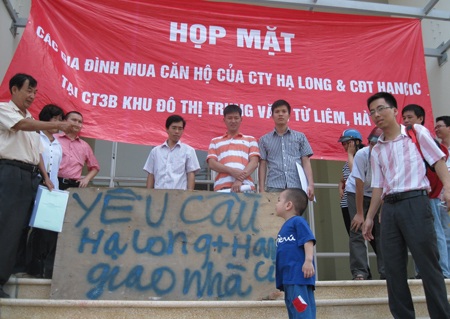 HỌP MẶT
CÁC GIA ĐÌNH MUA CĂN HỘ CỦA CTY HẠ LONG & CĐT HANCIC
TẠI CT3B KHU ĐÔ THỊ TRUNG VĂN TỪ LIÊM, HÀ
YÊU CẦU
HẠ LONG + HAN
giao nhà